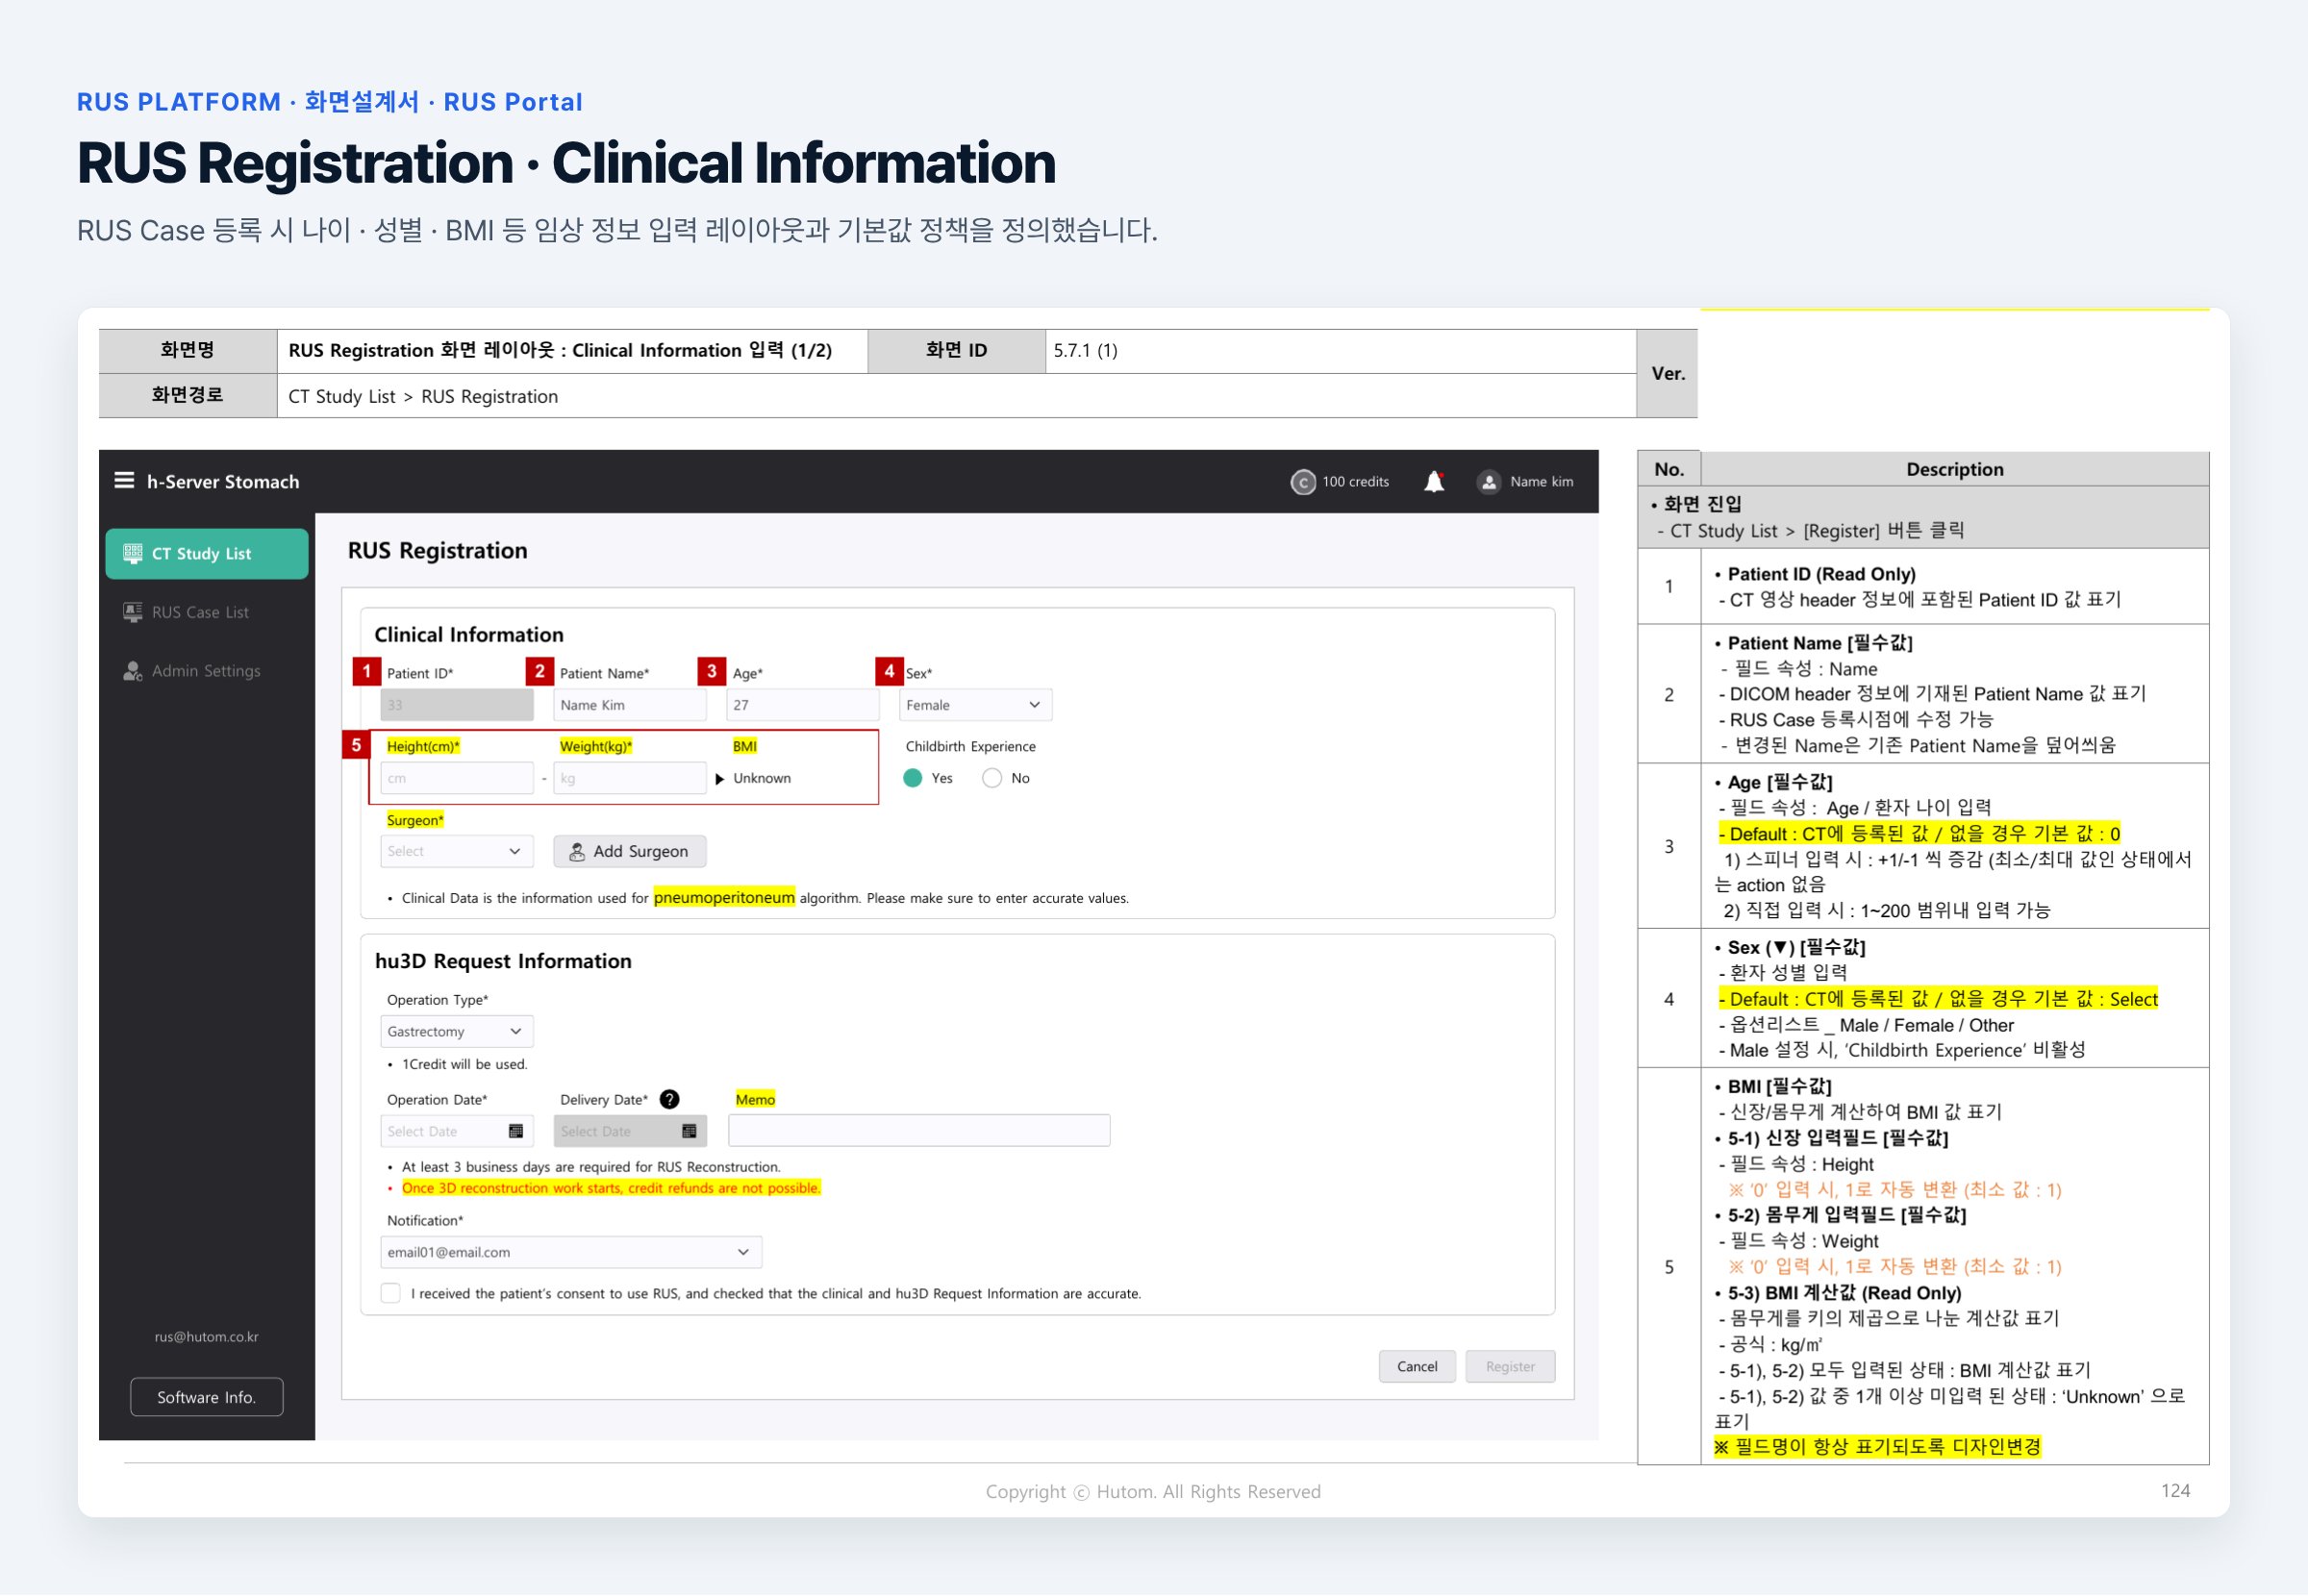 RUS PLATFORM · 화면설계서 · RUS Portal
RUS Registration · Clinical Information
RUS Case 등록 시 나이 · 성별 · BMI 등 임상 정보 입력 레이아웃과 기본값 정책을 정의했습니다.
화면명
RUS Registration 화면 레이아웃 : Clinical Information 입력 (1/2)
화면 ID
5.7.1 (1)
Ver.
화면경로
CT Study List > RUS Registration
h-Server Stomach
C 100 credits
Name kim
CT Study List
RUS Case List
Admin Settings
rus@hutom.co.kr
Software Info.
RUS Registration
Clinical Information
1 Patient ID*
2 Patient Name*
3 Age*
4 Sex*
33
Name Kim
27
Female
5 Height(cm)*
Weight(kg)*
BMI
Childbirth Experience
cm
-
kg
Unknown
Yes
No
Surgeon*
Select
Add Surgeon
• Clinical Data is the information used for pneumoperitoneum algorithm. Please make sure to enter accurate values.
hu3D Request Information
Operation Type*
Gastrectomy
• 1Credit will be used.
Operation Date*
Delivery Date* ?
Memo
Select Date
Select Date
• At least 3 business days are required for RUS Reconstruction.
• Once 3D reconstruction work starts, credit refunds are not possible.
Notification*
email01@email.com
I received the patient's consent to use RUS, and checked that the clinical and hu3D Request Information are accurate.
Cancel
Register
No.
Description
• 화면 진입
- CT Study List > [Register] 버튼 클릭
1
• Patient ID (Read Only)
- CT 영상 header 정보에 포함된 Patient ID 값 표기
2
• Patient Name [필수값]
- 필드 속성 : Name
- DICOM header 정보에 기재된 Patient Name 값 표기
- RUS Case 등록시점에 수정 가능
- 변경된 Name은 기존 Patient Name을 덮어씌움
3
• Age [필수값]
- 필드 속성 : Age / 환자 나이 입력
- Default : CT에 등록된 값 / 없을 경우 기본 값 : 0
1) 스피너 입력 시 : +1/-1 씩 증감 (최소/최대 값인 상태에서
는 action 없음
2) 직접 입력 시 : 1~200 범위내 입력 가능
4
• Sex (▼) [필수값]
- 환자 성별 입력
- Default : CT에 등록된 값 / 없을 경우 기본 값 : Select
- 옵션리스트 _ Male / Female / Other
- Male 설정 시, 'Childbirth Experience' 비활성
5
• BMI [필수값]
- 신장/몸무게 계산하여 BMI 값 표기
• 5-1) 신장 입력필드 [필수값]
- 필드 속성 : Height
※ '0' 입력 시, 1로 자동 변환 (최소 값 : 1)
• 5-2) 몸무게 입력필드 [필수값]
- 필드 속성 : Weight
※ '0' 입력 시, 1로 자동 변환 (최소 값 : 1)
• 5-3) BMI 계산값 (Read Only)
- 몸무게를 키의 제곱으로 나눈 계산값 표기
- 공식 : kg/㎡
- 5-1), 5-2) 모두 입력된 상태 : BMI 계산값 표기
- 5-1), 5-2) 값 중 1개 이상 미입력 된 상태 : ‘Unknown’ 으로
표기
※ 필드명이 항상 표기되도록 디자인변경
Copyright ⓒ Hutom. All Rights Reserved
124